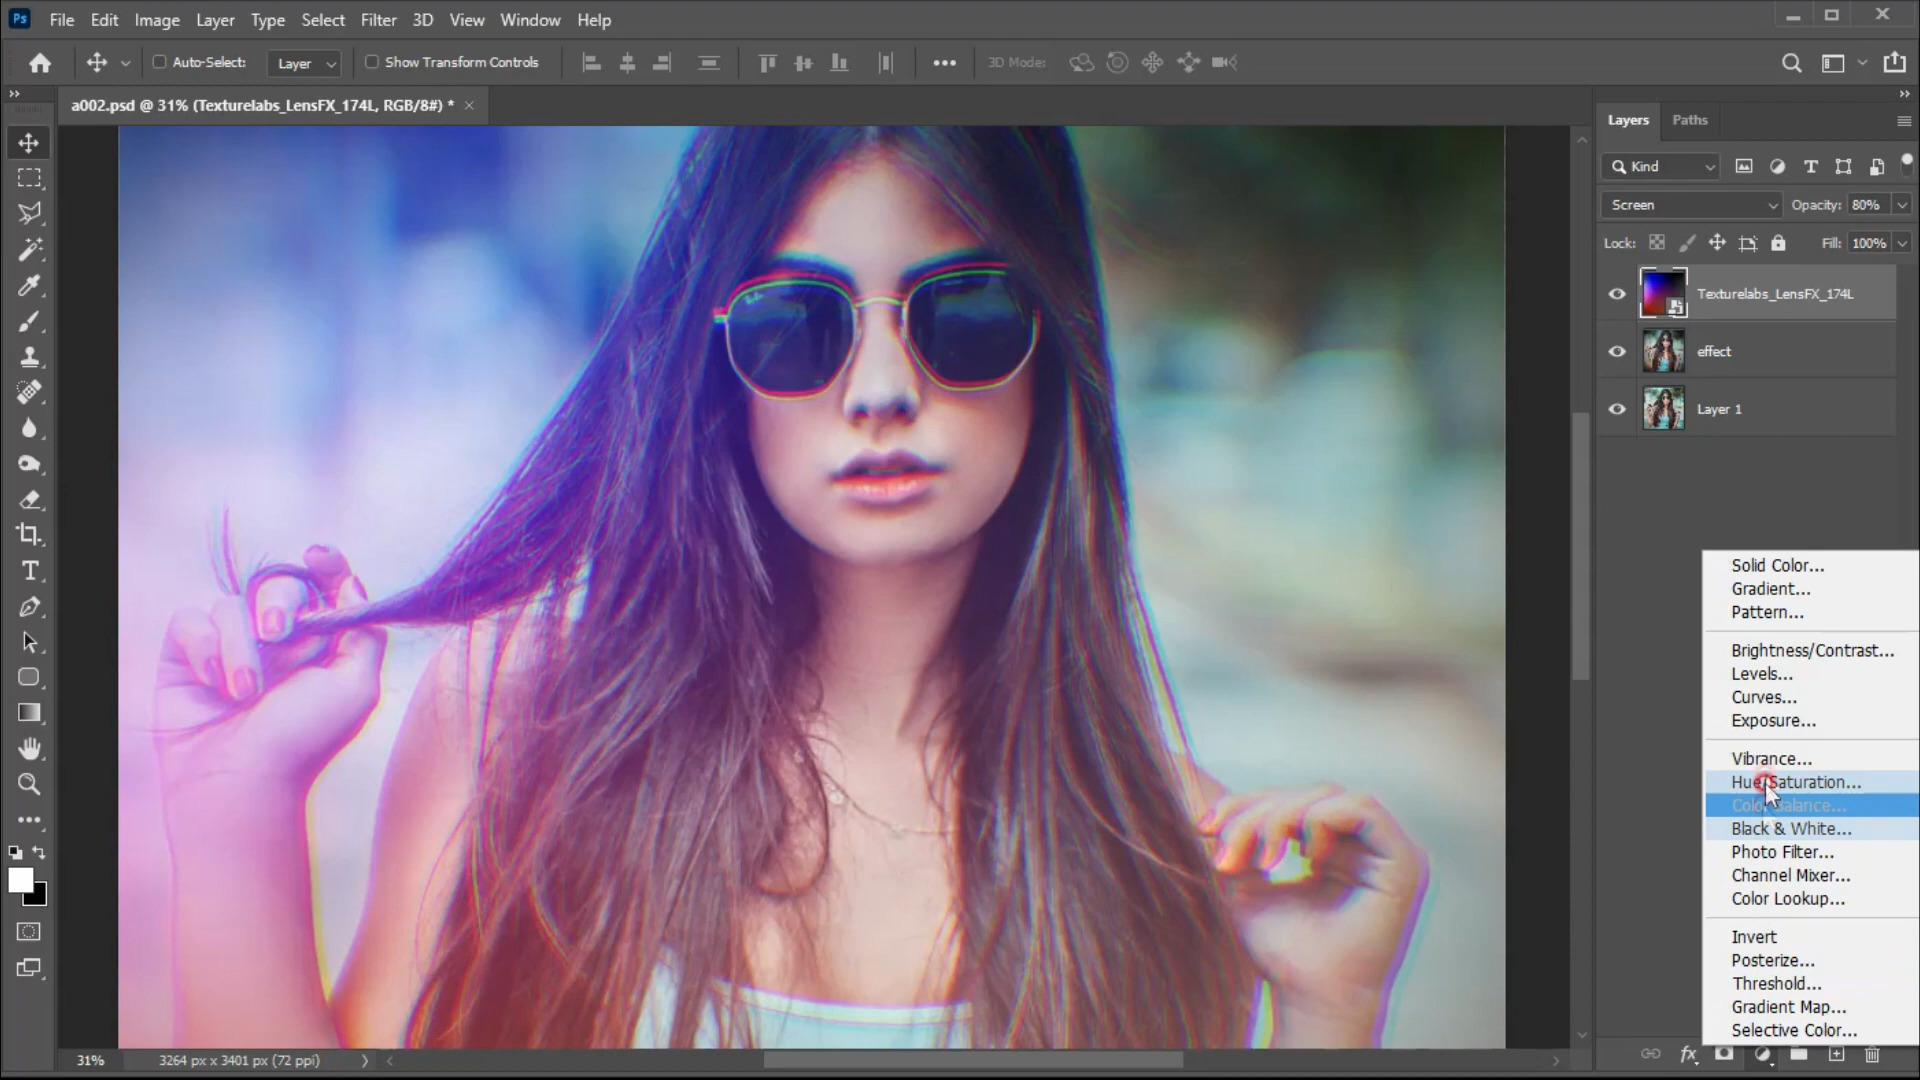 Ps File Edit Image Layer Type Select Filter 3D View Window Help
Auto-Select: Layer Show Transform Controls 3D Mode:
a002.psd @ 31% (Texturelabs_LensFX_174L, RGB/8#) *
Layers Paths
Kind
Screen Opacity: 80%
Lock: Fill: 100%
Texturelabs_LensFX_174L
effect
Layer 1
Solid Color...
Gradient...
Pattern...
Brightness/Contrast...
Levels...
Curves...
Exposure...
Vibrance...
Hue/Saturation...
Color Balance...
Black & White...
Photo Filter...
Channel Mixer...
Color Lookup...
Invert
Posterize...
Threshold...
Gradient Map...
Selective Color...
31% 3264 px x 3401 px (72 ppi)
fx